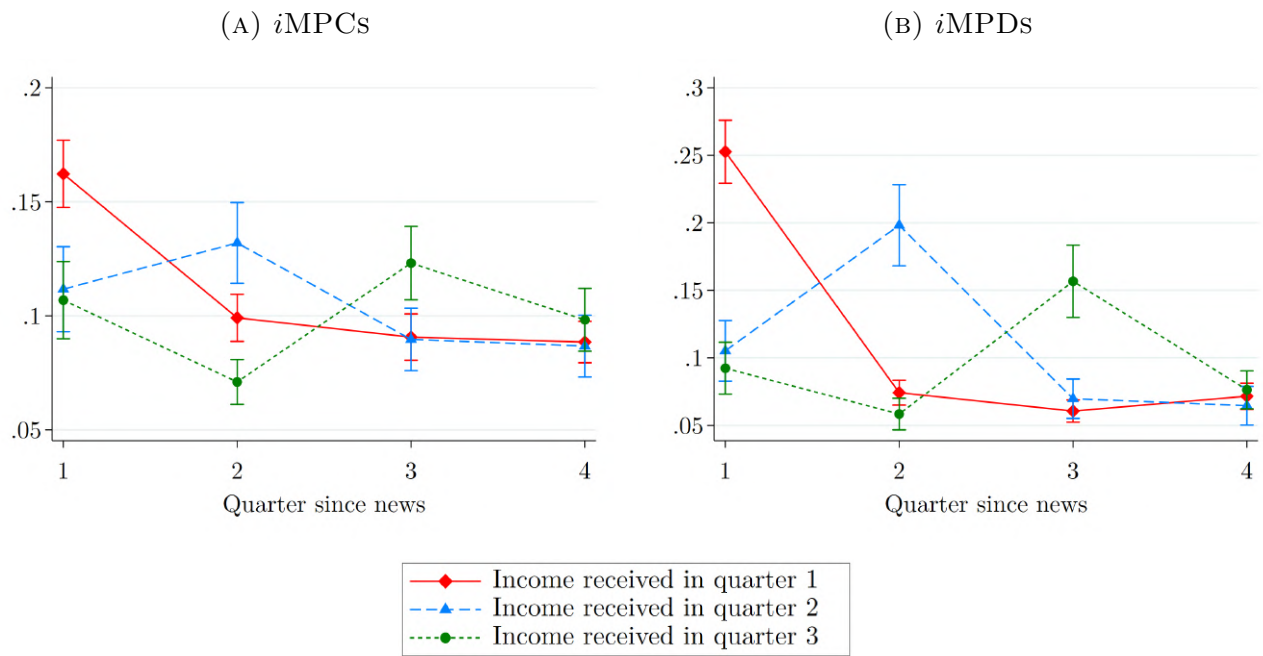 (A) iMPCs
.2
.15
.1
.05
1 2 3 4
Quarter since news
(B) iMPDs
.3
.25
.2
.15
.1
.05
1 2 3 4
Quarter since news
Income received in quarter 1
Income received in quarter 2
Income received in quarter 3